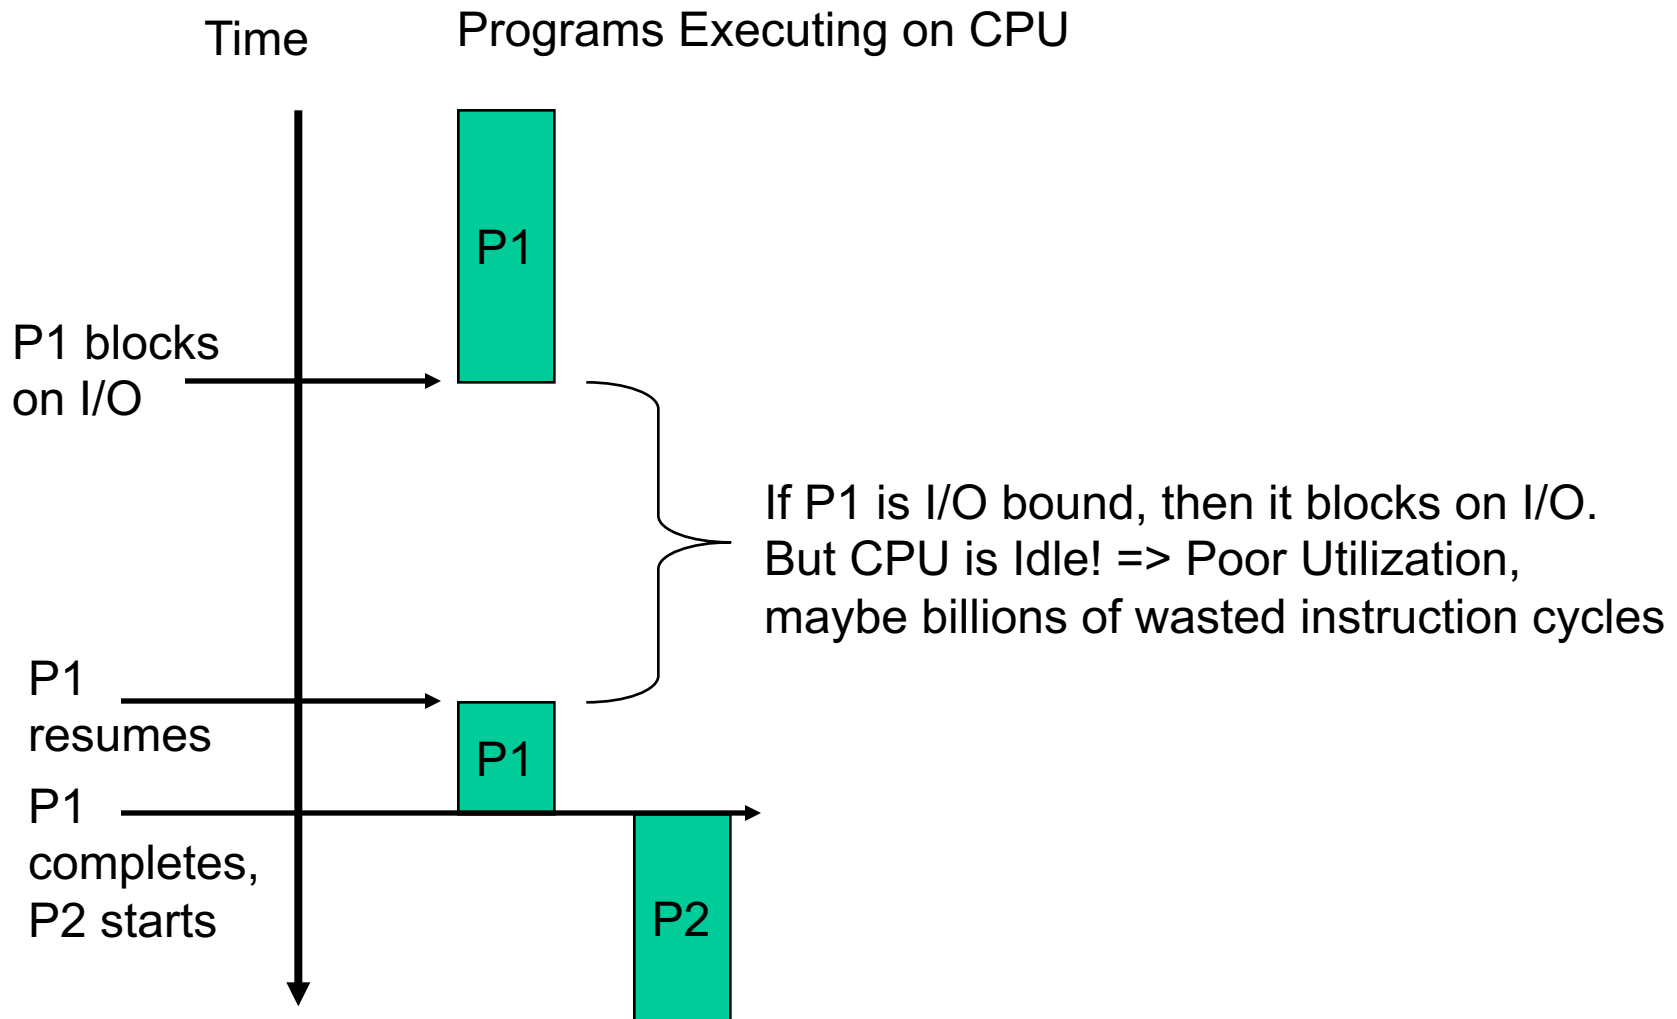 Time
Programs Executing on CPU
P1
P1 blocks
on I/O
If P1 is I/O bound, then it blocks on I/O.
But CPU is Idle! => Poor Utilization,
maybe billions of wasted instruction cycles
P1
resumes
P1
P1
completes,
P2 starts
P2